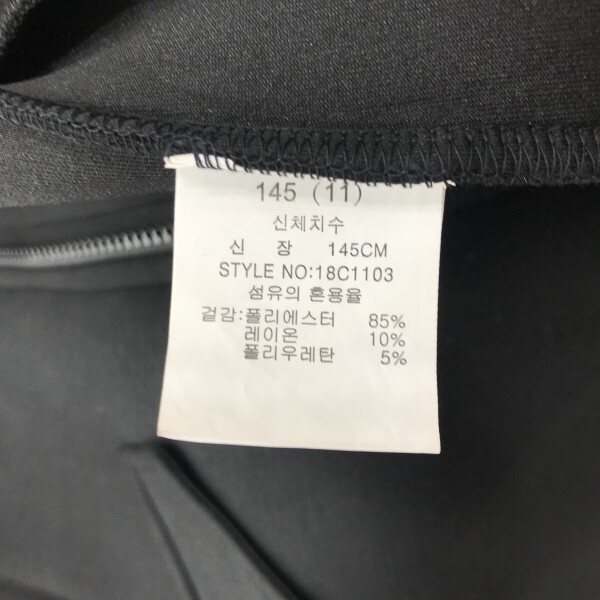 145 (11)
신체치수
신 장 145CM
STYLE NO:18C1103
섬유의 혼용율
겉감:폴리에스터 85%
레이온 10%
폴리우레탄 5%